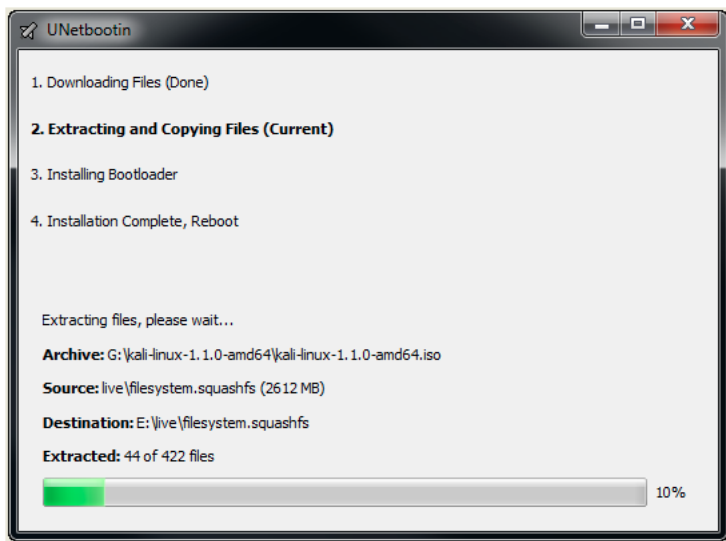 UNetbootin
1. Downloading Files (Done)
2. Extracting and Copying Files (Current)
3. Installing Bootloader
4. Installation Complete, Reboot
Extracting files, please wait...
Archive: G:\kali-linux-1.1.0-amd64\kali-linux-1.1.0-amd64.iso
Source: live\filesystem.squashfs (2612 MB)
Destination: E:\live\filesystem.squashfs
Extracted: 44 of 422 files
10%